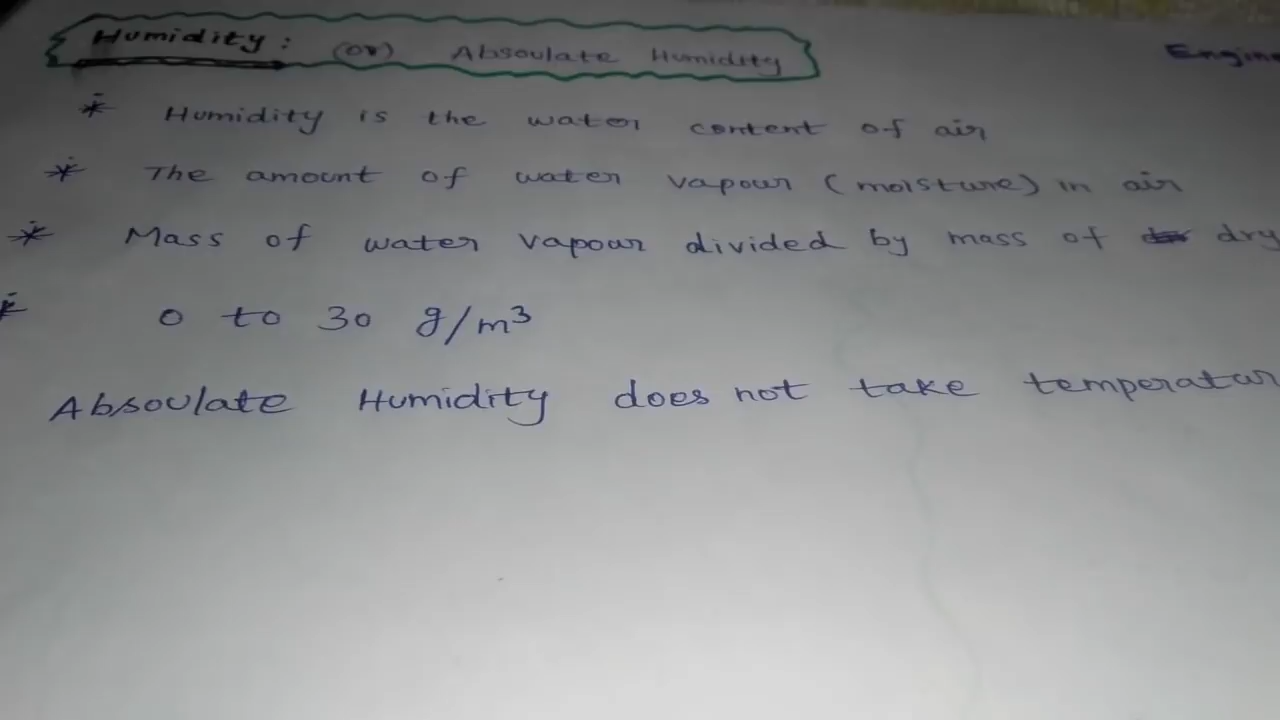 Humidity: (or) Absoulate Humidity
Engine
* Humidity is the water content of air
* The amount of water vapour (moisture) in air
* Mass of water vapour divided by mass of dry
* 0 to 30 g/m³
Absoulate Humidity does not take temperatur